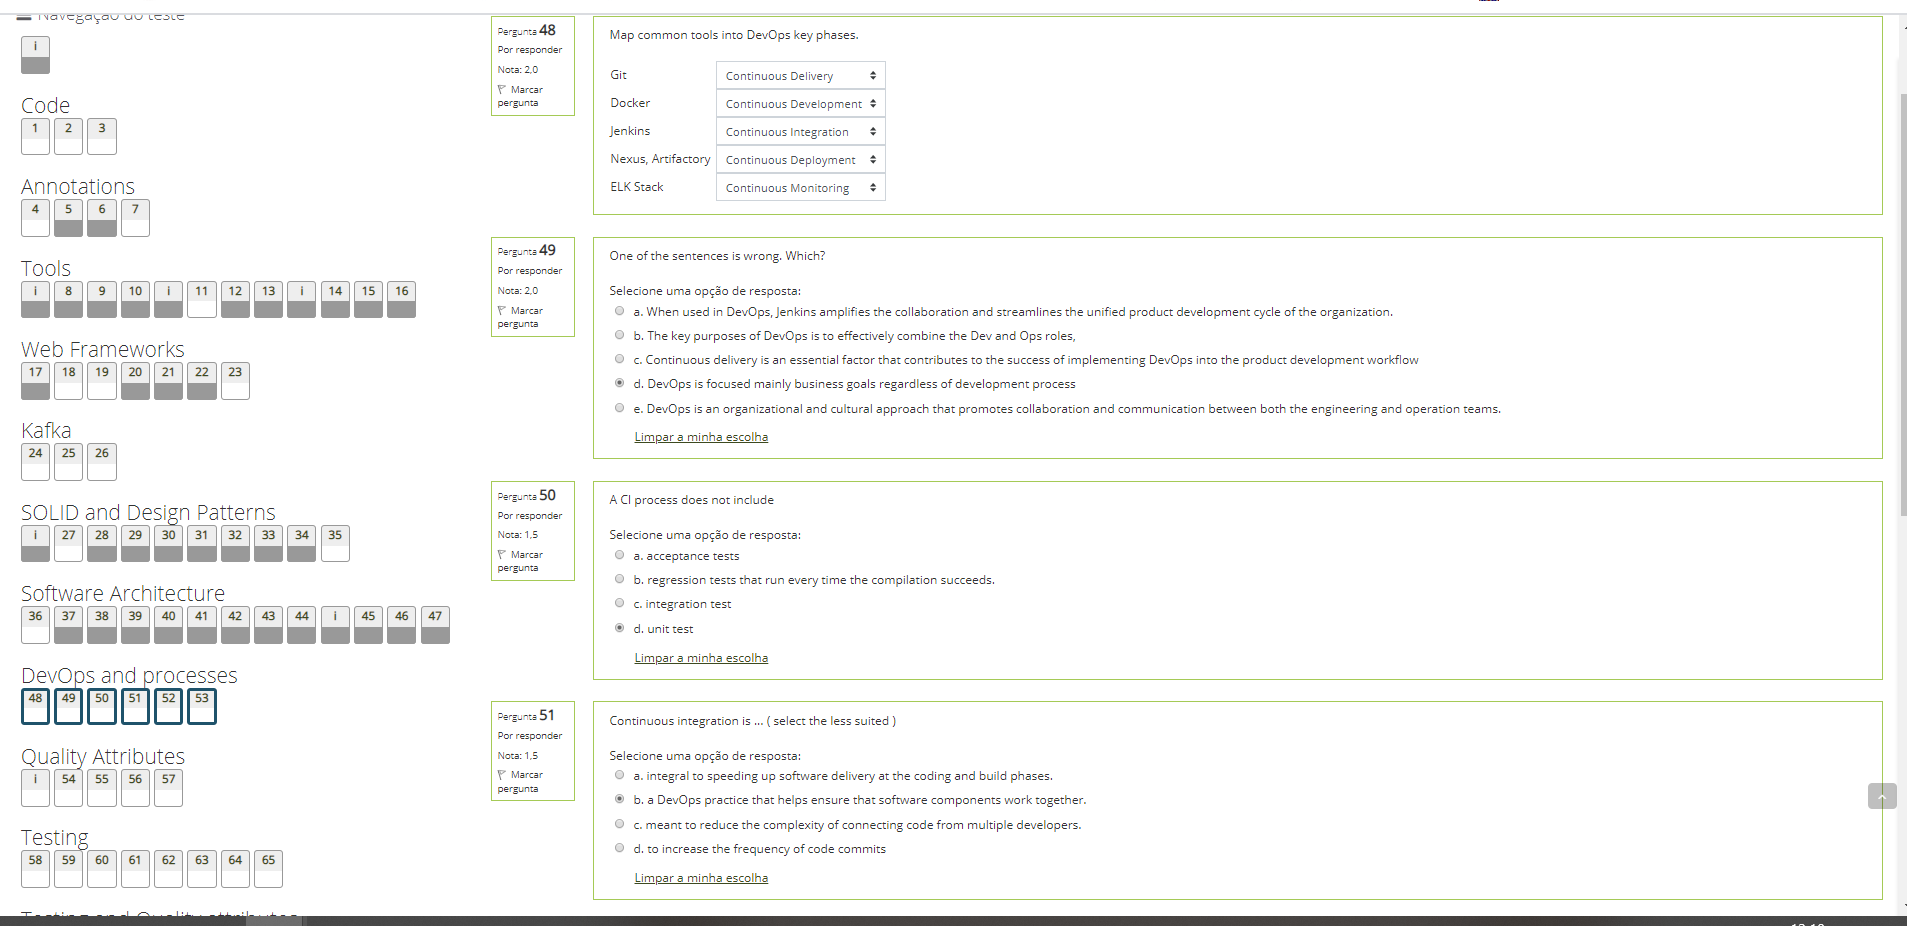 Navegação do teste
i
Code
1 2 3
Annotations
4 5 6 7
Tools
i 8 9 10 i 11 12 13 i 14 15 16
Web Frameworks
17 18 19 20 21 22 23
Kafka
24 25 26
SOLID and Design Patterns
i 27 28 29 30 31 32 33 34 35
Software Architecture
36 37 38 39 40 41 42 43 44 i 45 46 47
DevOps and processes
48 49 50 51 52 53
Quality Attributes
i 54 55 56 57
Testing
58 59 60 61 62 63 64 65
Testing and Quality attributes
Pergunta 48
Por responder
Nota: 2,0
Marcar
pergunta
Map common tools into DevOps key phases.
Git Continuous Delivery
Docker Continuous Development
Jenkins Continuous Integration
Nexus, Artifactory Continuous Deployment
ELK Stack Continuous Monitoring
Pergunta 49
Por responder
Nota: 2,0
Marcar
pergunta
One of the sentences is wrong. Which?
Selecione uma opção de resposta:
a. When used in DevOps, Jenkins amplifies the collaboration and streamlines the unified product development cycle of the organization.
b. The key purposes of DevOps is to effectively combine the Dev and Ops roles,
c. Continuous delivery is an essential factor that contributes to the success of implementing DevOps into the product development workflow
d. DevOps is focused mainly business goals regardless of development process
e. DevOps is an organizational and cultural approach that promotes collaboration and communication between both the engineering and operation teams.
Limpar a minha escolha
Pergunta 50
Por responder
Nota: 1,5
Marcar
pergunta
A CI process does not include
Selecione uma opção de resposta:
a. acceptance tests
b. regression tests that run every time the compilation succeeds.
c. integration test
d. unit test
Limpar a minha escolha
Pergunta 51
Por responder
Nota: 1,5
Marcar
pergunta
Continuous integration is ... ( select the less suited )
Selecione uma opção de resposta:
a. integral to speeding up software delivery at the coding and build phases.
b. a DevOps practice that helps ensure that software components work together.
c. meant to reduce the complexity of connecting code from multiple developers.
d. to increase the frequency of code commits
Limpar a minha escolha